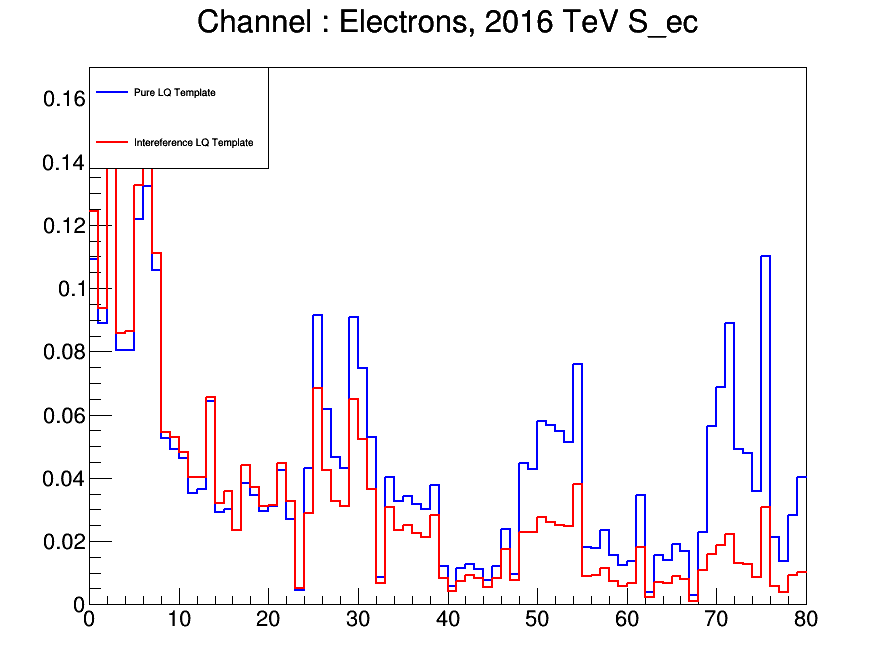 Channel : Electrons, 2016 TeV S_ec
Pure LQ Template
Intereference LQ Template
0.16
0.14
0.12
0.1
0.08
0.06
0.04
0.02
0
0 10 20 30 40 50 60 70 80